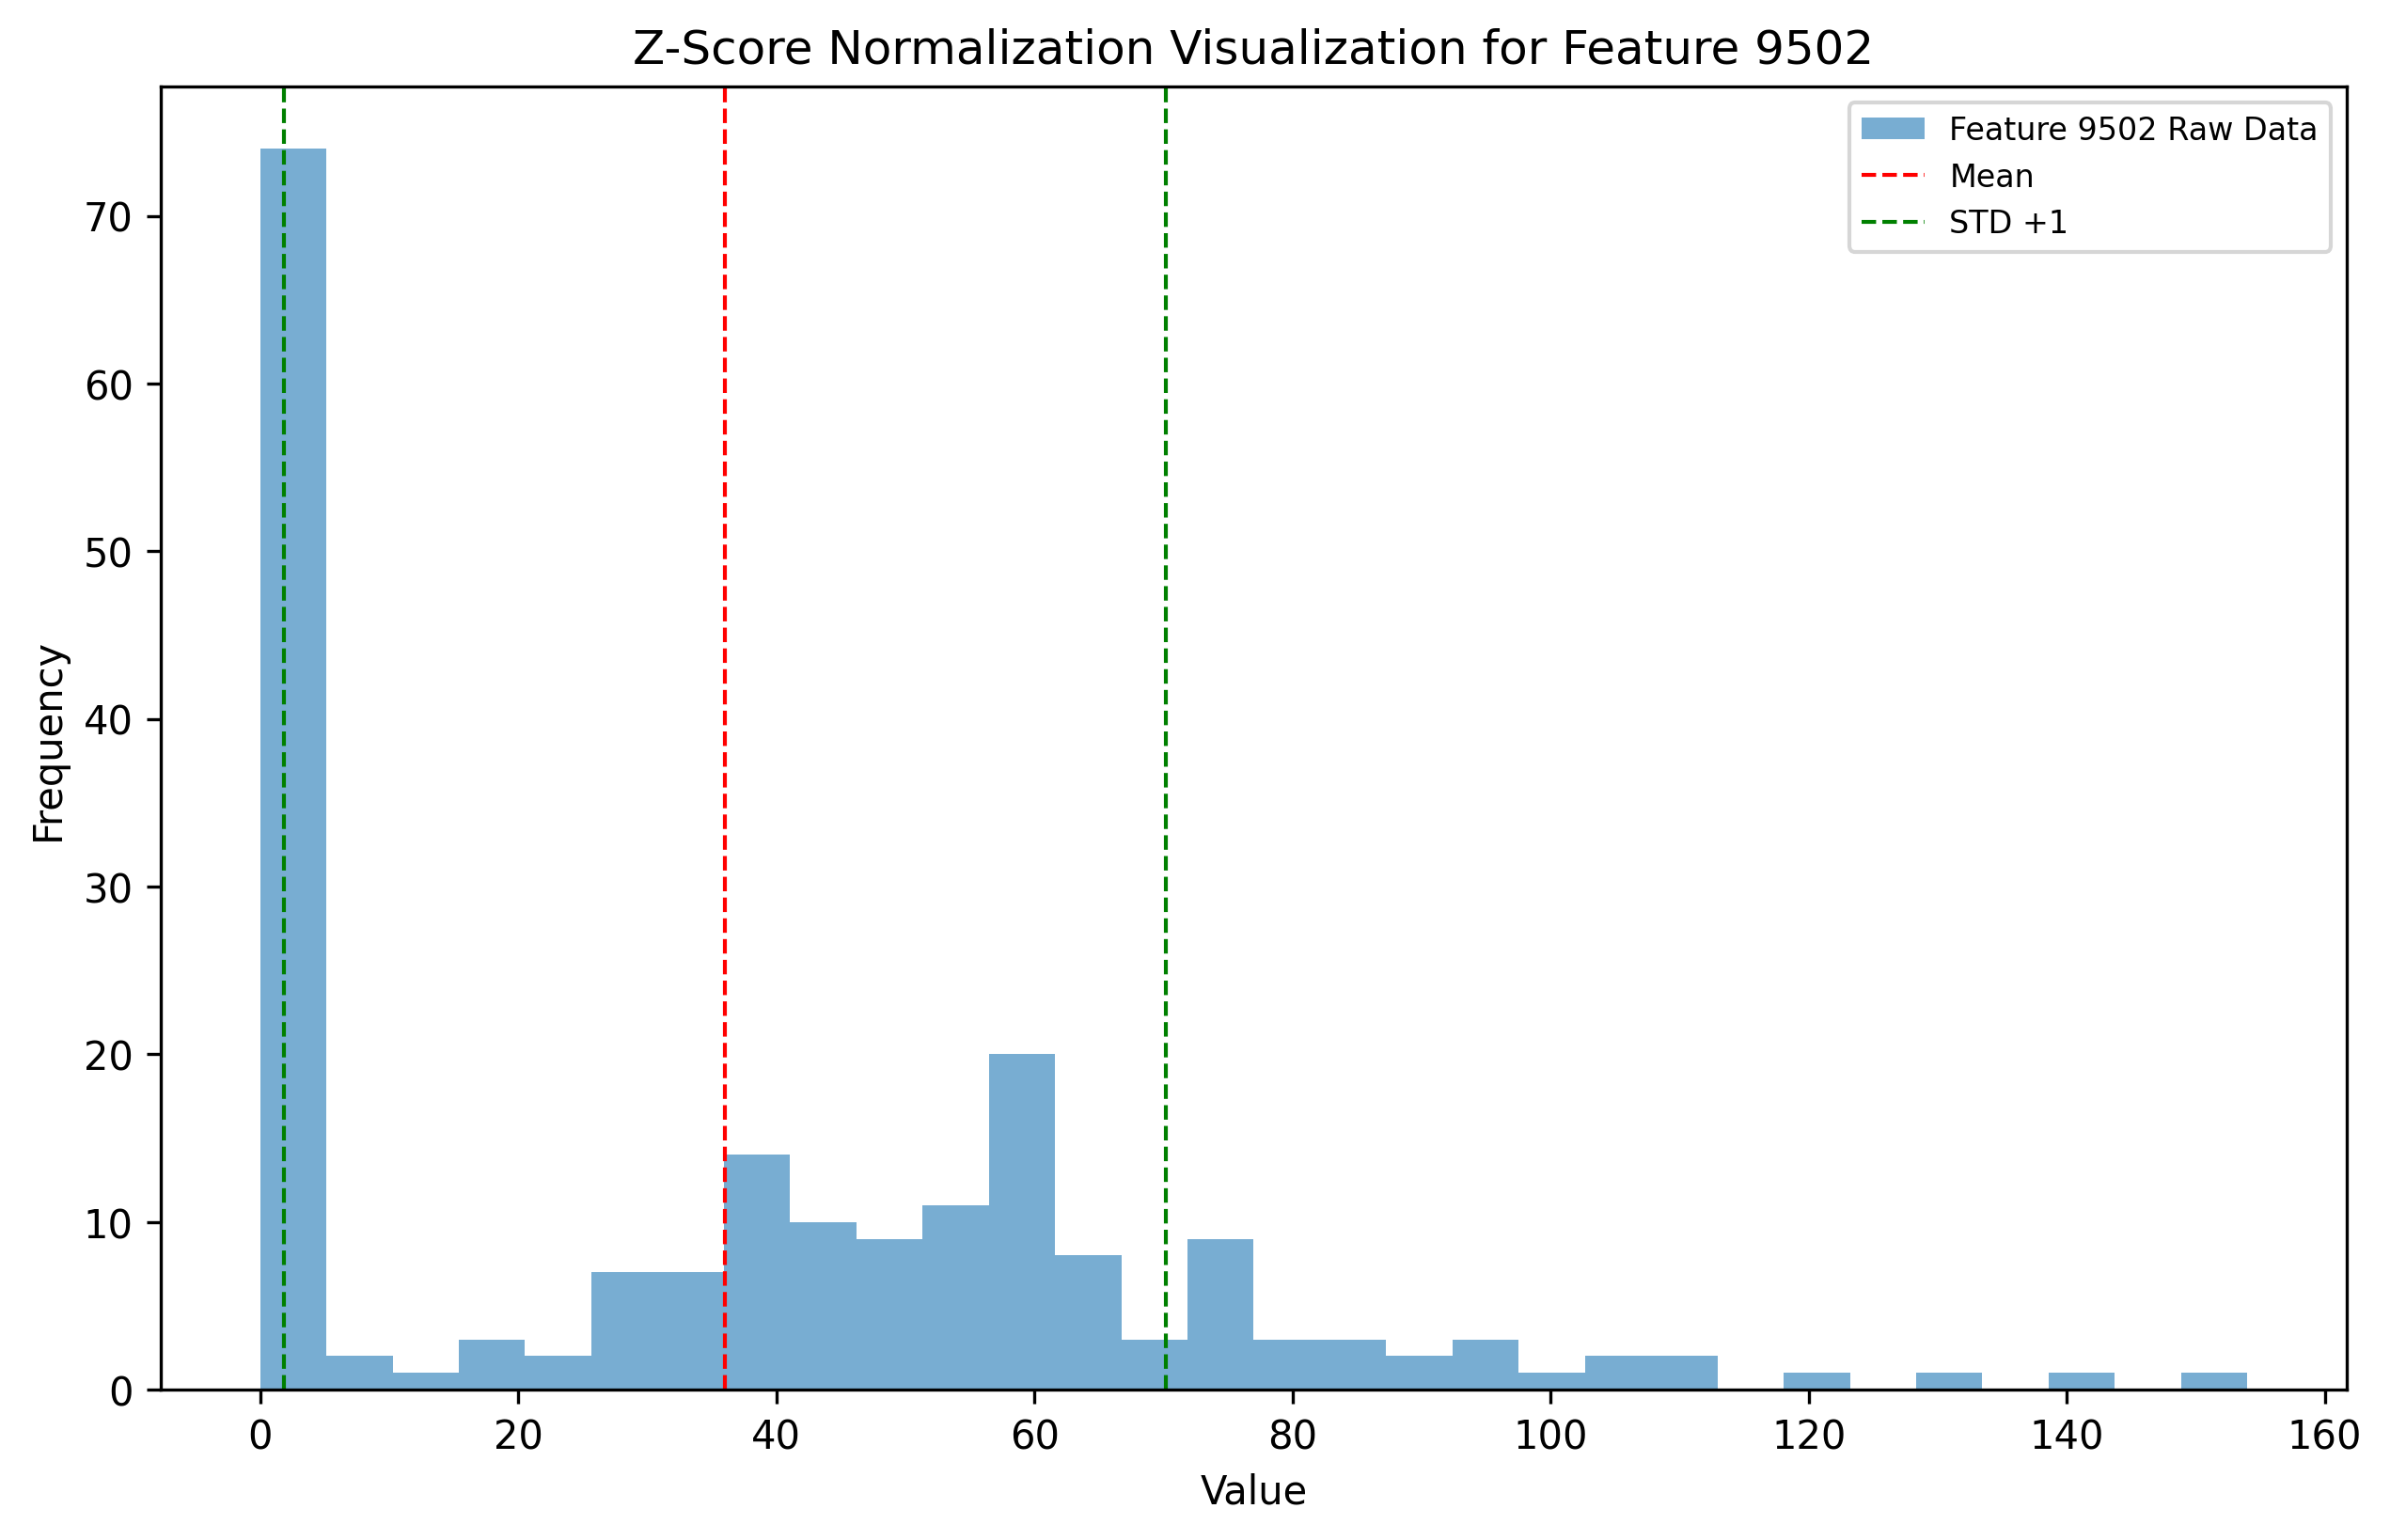 Z-Score Normalization Visualization for Feature 9502
Feature 9502 Raw Data
Mean
STD +1
70
60
50
40
30
20
10
0
Frequency
0 20 40 60 80 100 120 140 160
Value